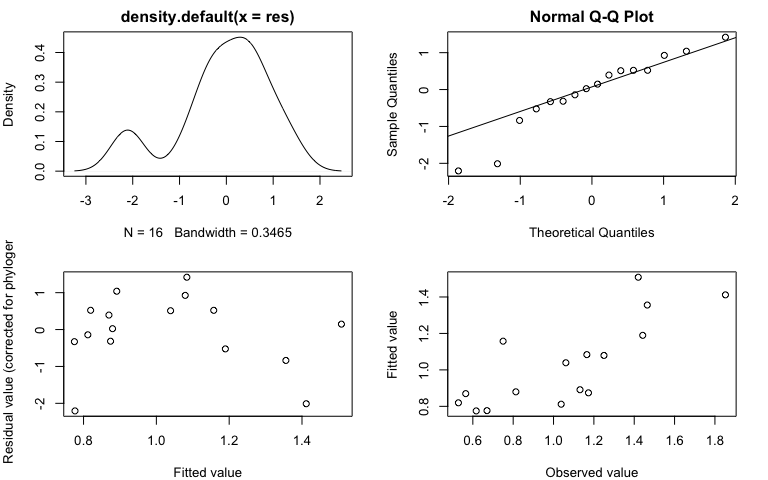 density.default(x = res)
Density
0.0 0.1 0.2 0.3 0.4
-3 -2 -1 0 1 2
N = 16 Bandwidth = 0.3465
Normal Q-Q Plot
Sample Quantiles
-2 -1 0 1
-2 -1 0 1 2
Theoretical Quantiles
Residual value (corrected for phyloger
-2 -1 0 1
0.8 1.0 1.2 1.4
Fitted value
Fitted value
0.8 1.0 1.2 1.4
0.6 0.8 1.0 1.2 1.4 1.6 1.8
Observed value